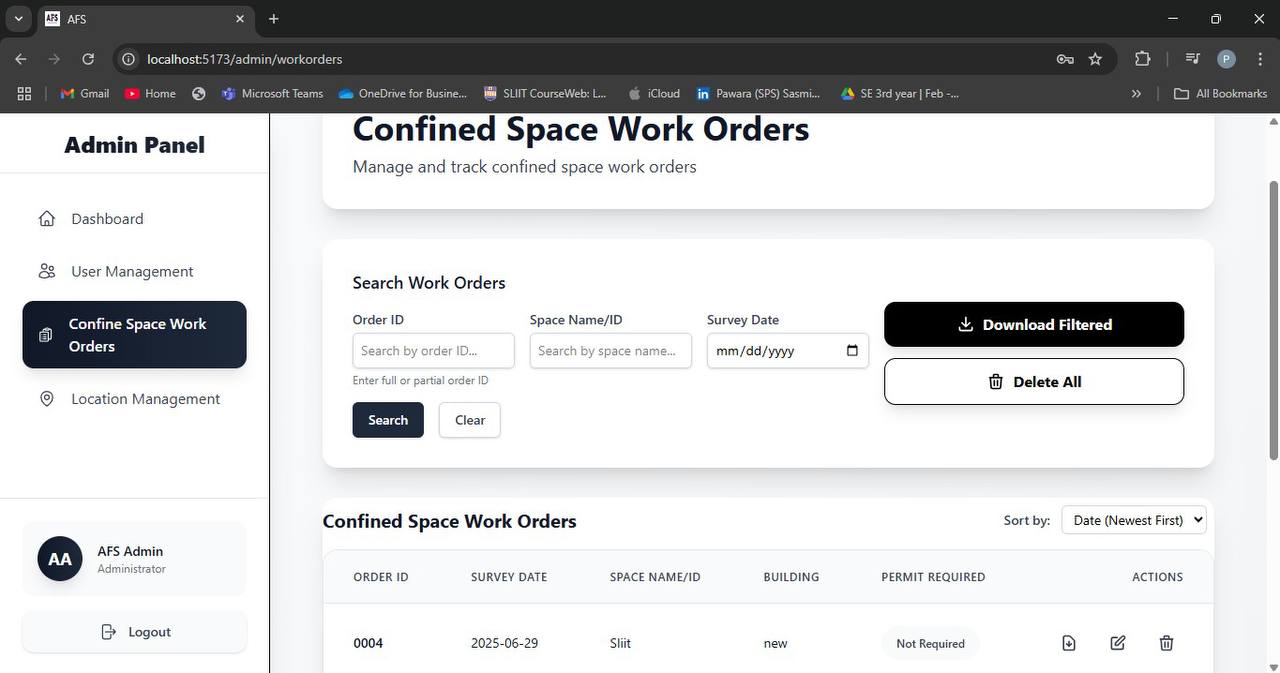 AFS
AFS
localhost:5173/admin/workorders
P
Gmail
Home
Microsoft Teams
OneDrive for Busine...
SLIIT CourseWeb: L...
iCloud
Pawara (SPS) Sasmi...
SE 3rd year | Feb -...
All Bookmarks
Admin Panel
Dashboard
User Management
Confine Space Work
Orders
Location Management
AA
AFS Admin
Administrator
Logout
Confined Space Work Orders
Manage and track confined space work orders
Search Work Orders
Order ID
Space Name/ID
Survey Date
Search by order ID...
Search by space name...
mm/dd/yyyy
Enter full or partial order ID
Search
Clear
Download Filtered
Delete All
Confined Space Work Orders
Sort by:
Date (Newest First)
ORDER ID
SURVEY DATE
SPACE NAME/ID
BUILDING
PERMIT REQUIRED
ACTIONS
0004
2025-06-29
Sliit
new
Not Required